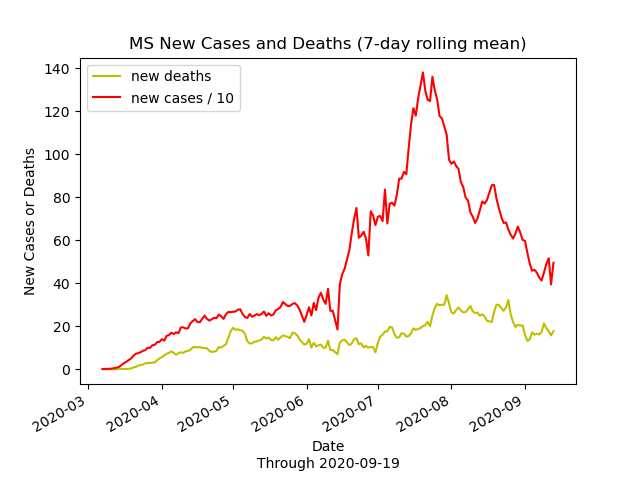 MS New Cases and Deaths (7-day rolling mean)
new deaths
new cases / 10
New Cases or Deaths
140
120
100
80
60
40
20
0
2020-03
2020-04
2020-05
2020-06
2020-07
2020-08
2020-09
Date
Through 2020-09-19